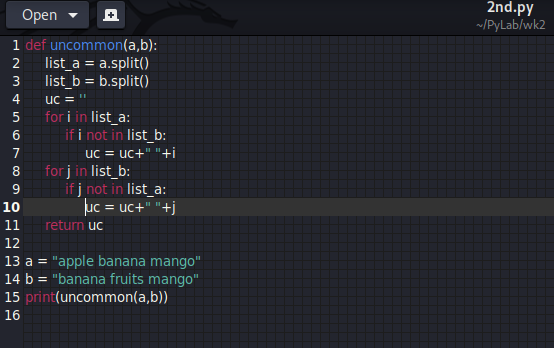 Open
2nd.py
~/PyLab/wk2
1 def uncommon(a,b):
2     list_a = a.split()
3     list_b = b.split()
4     uc = ''
5     for i in list_a:
6         if i not in list_b:
7             uc = uc+" "+i
8     for j in list_b:
9         if j not in list_a:
10             uc = uc+" "+j
11     return uc
12
13 a = "apple banana mango"
14 b = "banana fruits mango"
15 print(uncommon(a,b))
16